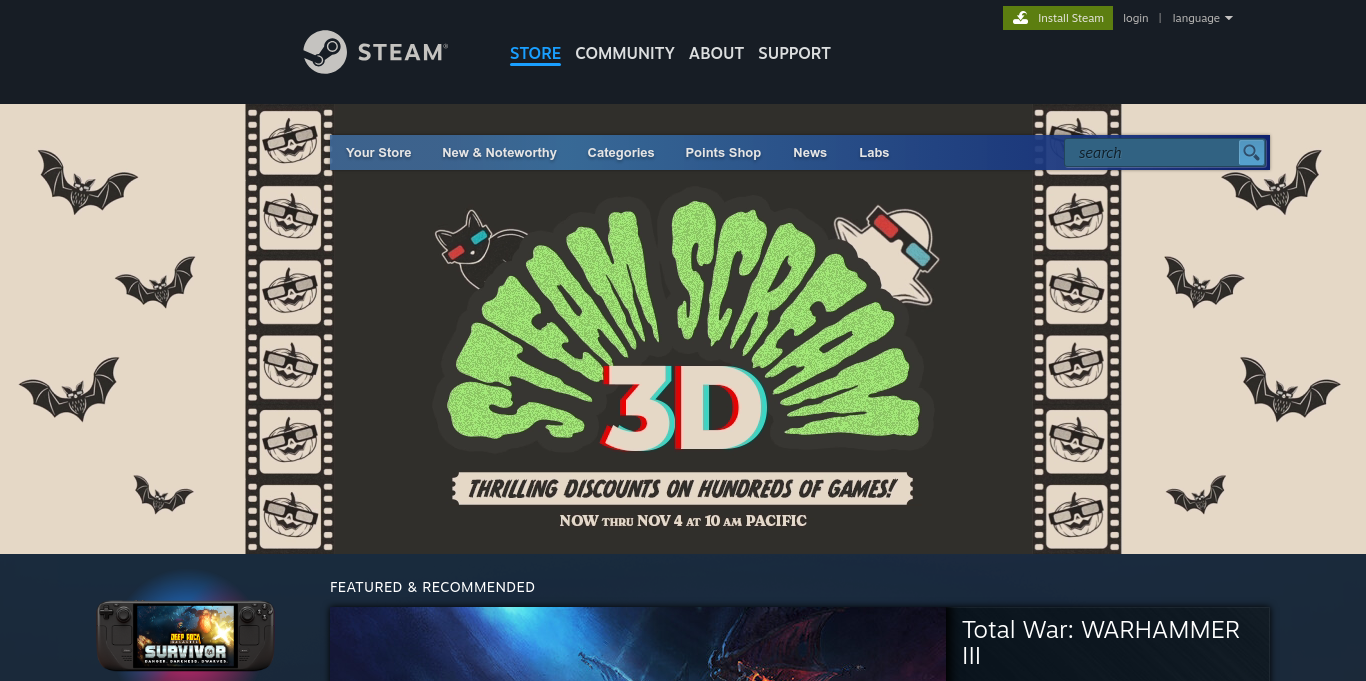 Install Steam
login | language
STEAM®
STORE COMMUNITY ABOUT SUPPORT
Your Store New & Noteworthy Categories Points Shop News Labs search
STEAM SCREAM
3D
THRILLING DISCOUNTS ON HUNDREDS OF GAMES!
NOW THRU NOV 4 AT 10 AM PACIFIC
FEATURED & RECOMMENDED
DEEP ROCK
SURVIVOR
DANGER. DARKNESS. DWARVES.
Total War: WARHAMMER
III